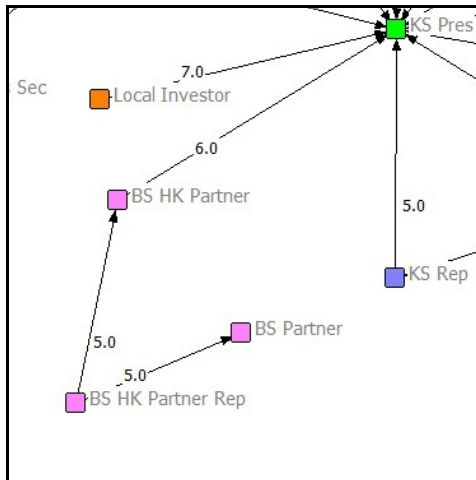 KS Pres
7.0
Sec
Local Investor
6.0
BS HK Partner
5.0
KS Rep
BS Partner
5.0
5.0
BS HK Partner Rep